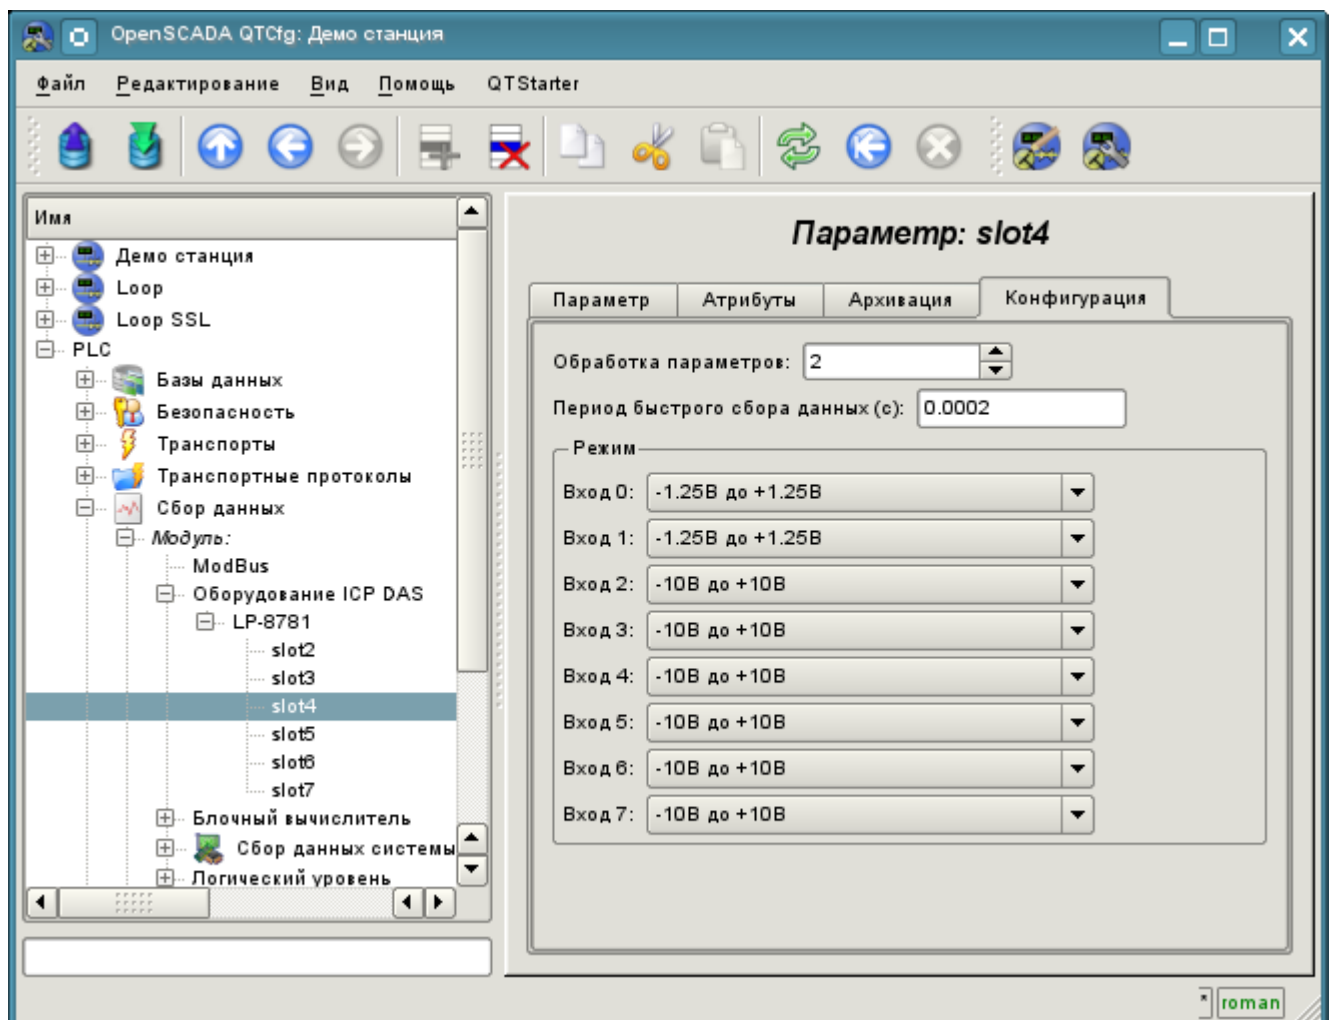 OpenSCADA QTCfg: Демо станция
Файл Редактирование Вид Помощь QTStarter
Имя
Демо станция
Loop
Loop SSL
PLC
Базы данных
Безопасность
Транспорты
Транспортные протоколы
Сбор данных
Модуль:
ModBus
Оборудование ICP DAS
LP-8781
slot2
slot3
slot4
slot5
slot6
slot7
Блочный вычислитель
Сбор данных системы
Логический уровень
Параметр: slot4
Параметр Атрибуты Архивация Конфигурация
Обработка параметров: 2
Период быстрого сбора данных (с): 0.0002
Режим
Вход 0: -1.25В до +1.25В
Вход 1: -1.25В до +1.25В
Вход 2: -10В до +10В
Вход 3: -10В до +10В
Вход 4: -10В до +10В
Вход 5: -10В до +10В
Вход 6: -10В до +10В
Вход 7: -10В до +10В
* roman